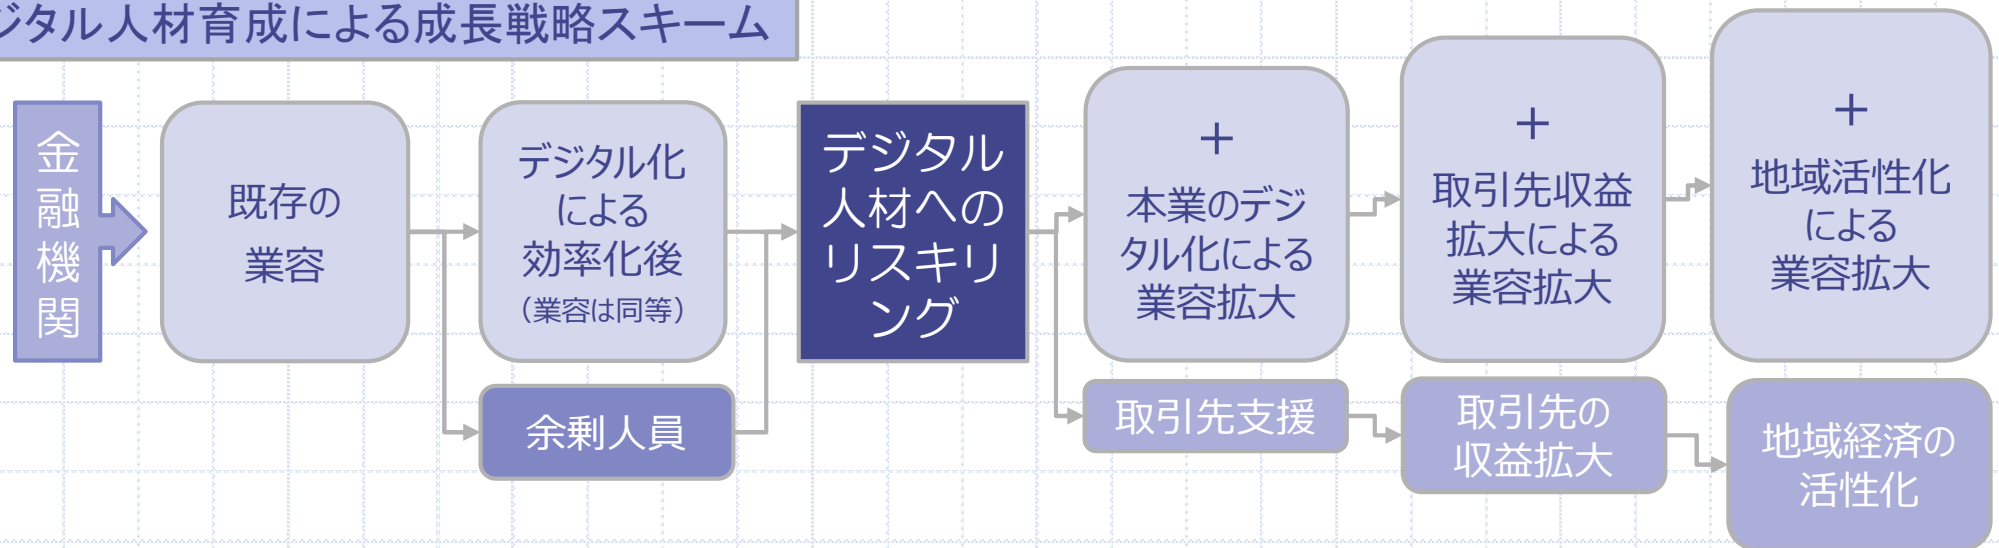 ジタル人材育成による成長戦略スキーム
金融機関
既存の
業容
デジタル化
による
効率化後
（業容は同等）
余剰人員
デジタル
人材への
リスキリ
ング
＋
本業のデジ
タル化による
業容拡大
取引先支援
＋
取引先収益
拡大による
業容拡大
取引先の
収益拡大
＋
地域活性化
による
業容拡大
地域経済の
活性化